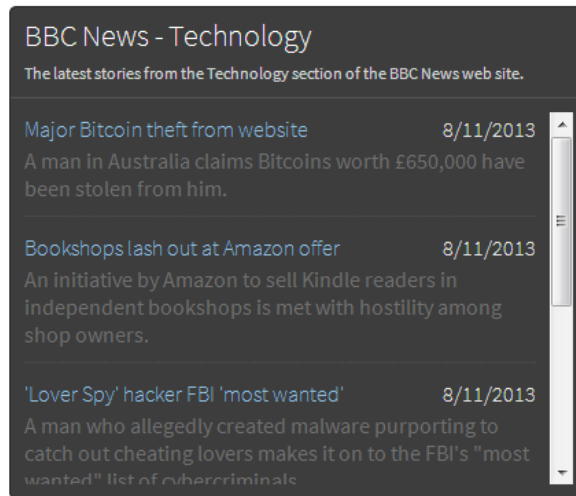 BBC News - Technology
The latest stories from the Technology section of the BBC News web site.
Major Bitcoin theft from website 8/11/2013
A man in Australia claims Bitcoins worth £650,000 have
been stolen from him.
Bookshops lash out at Amazon offer 8/11/2013
An initiative by Amazon to sell Kindle readers in
independent bookshops is met with hostility among
shop owners.
'Lover Spy' hacker FBI 'most wanted' 8/11/2013
A man who allegedly created malware purporting to
catch out cheating lovers makes it on to the FBI's "most
wanted" list of cybercriminals